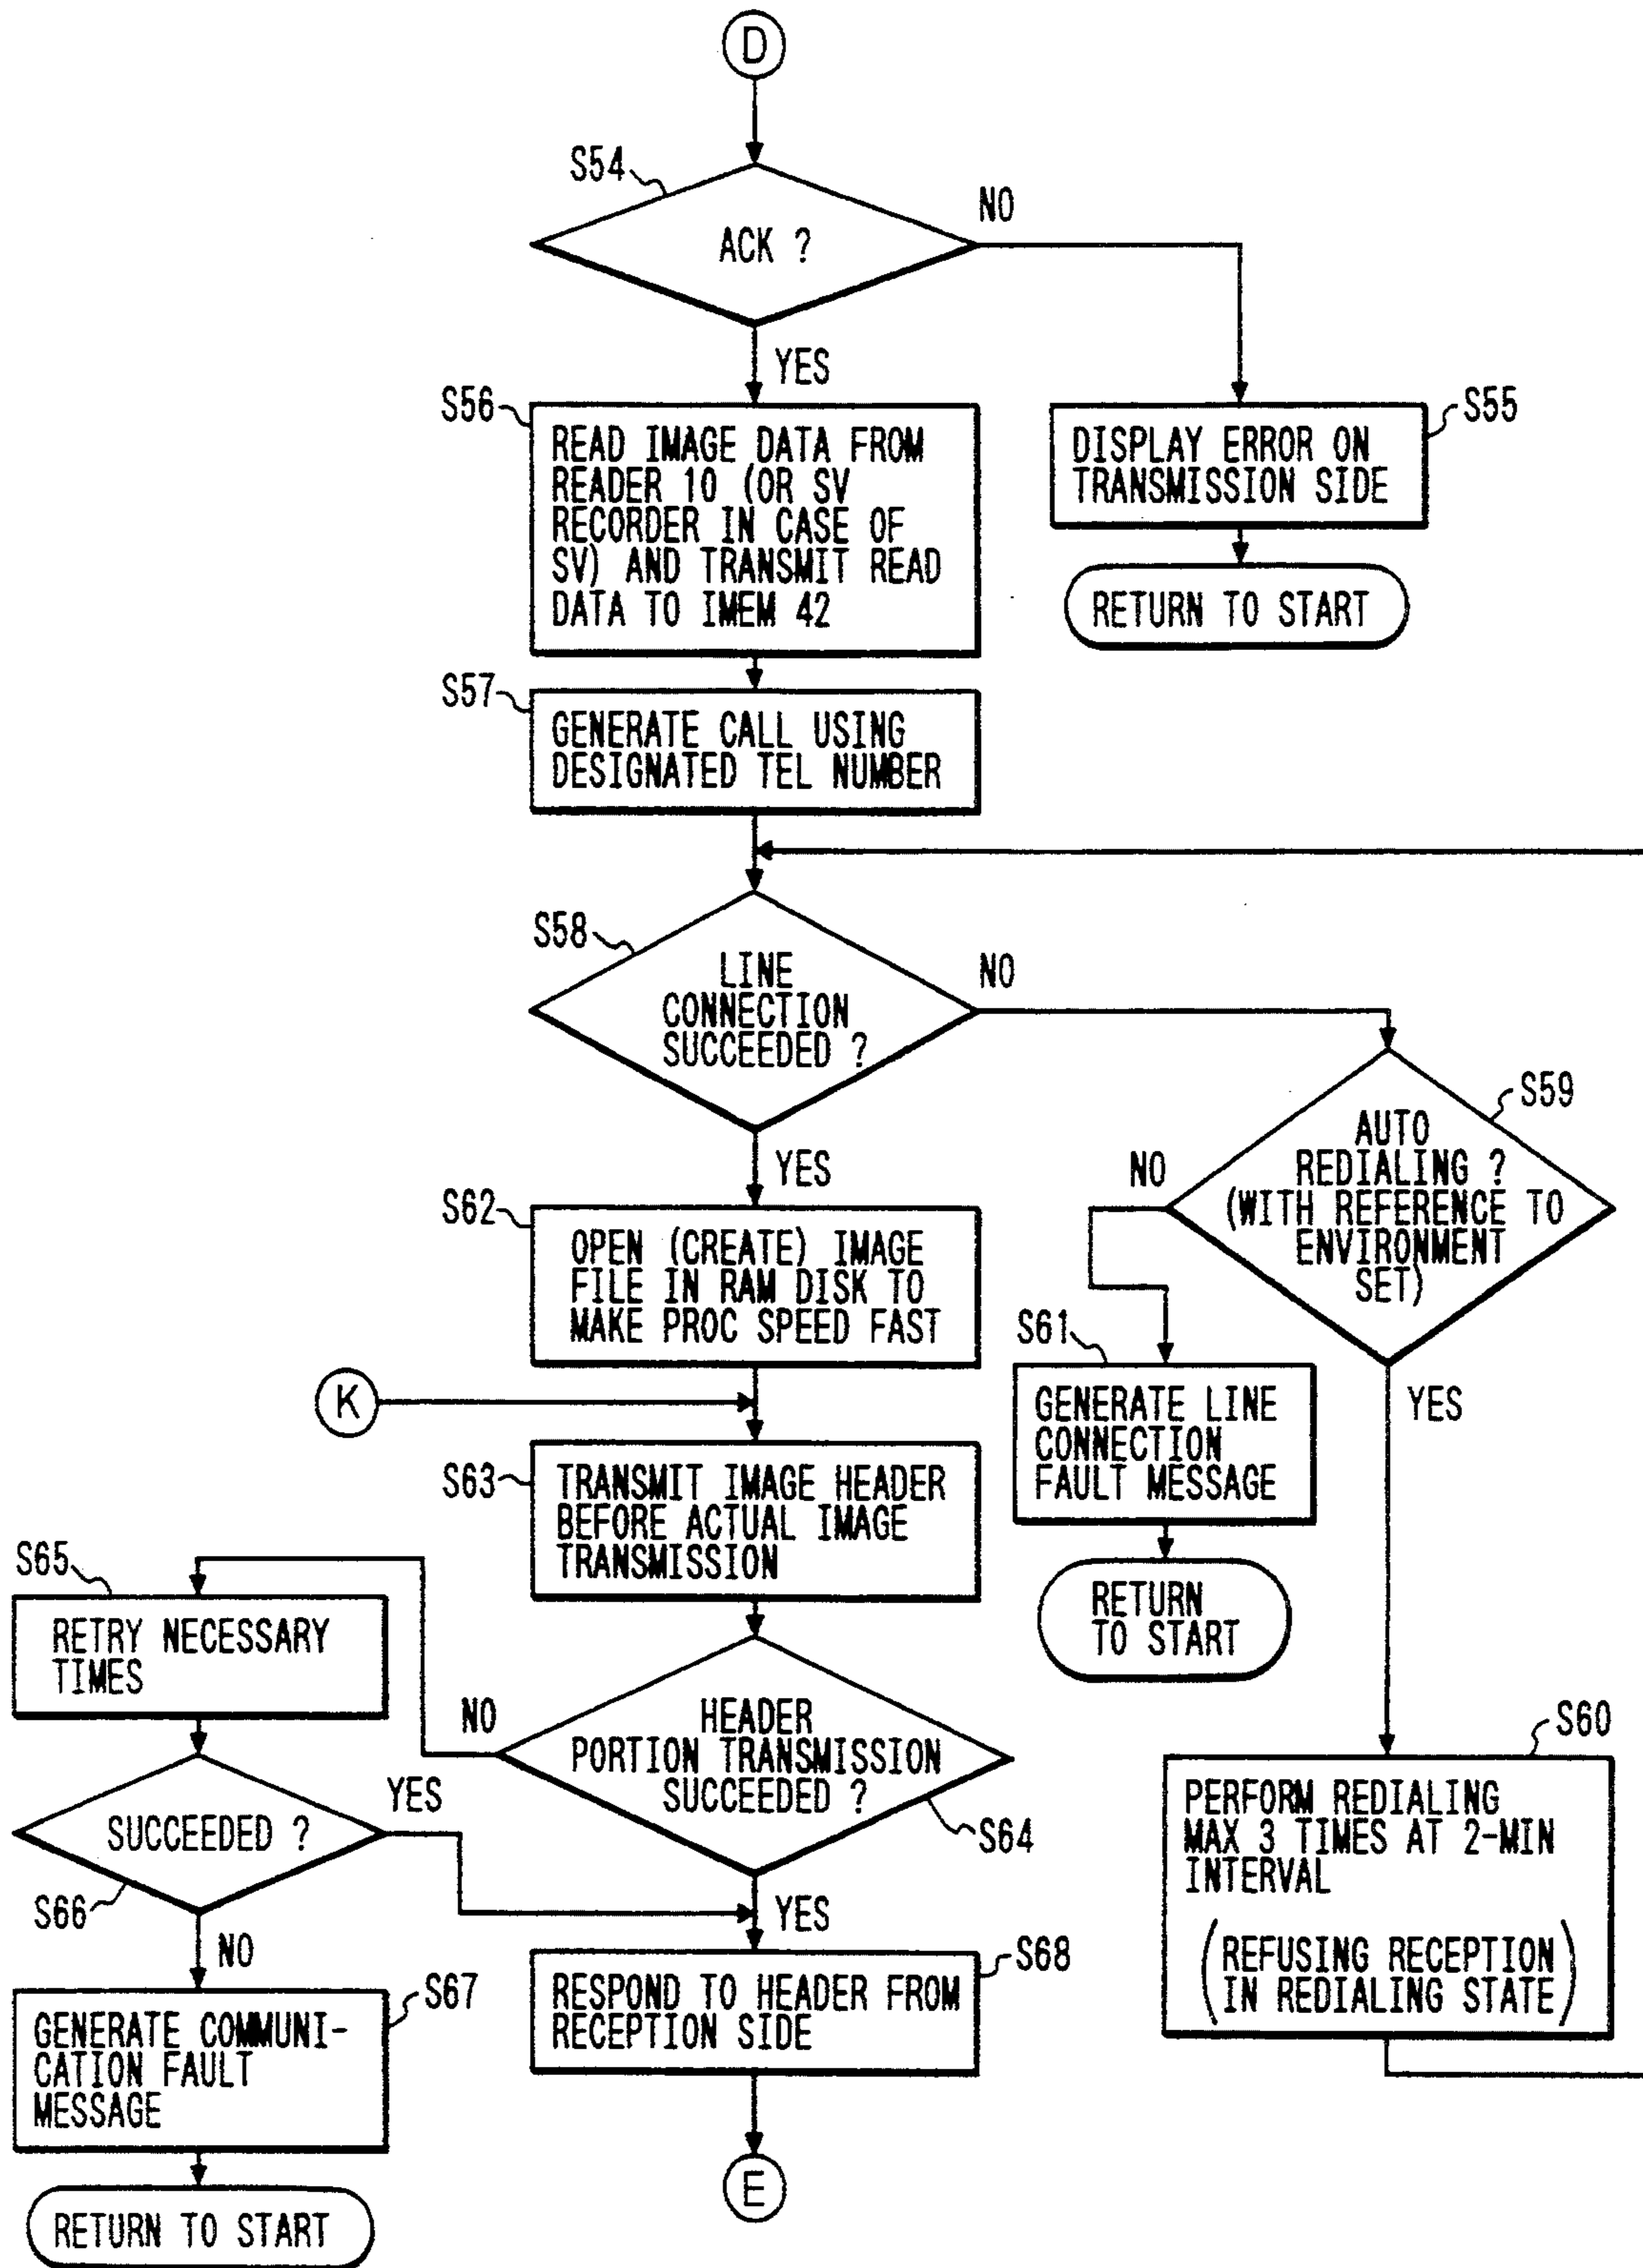 D
S54
ACK ?
NO
YES
S56
READ IMAGE DATA FROM
READER 10 (OR SV
RECORDER IN CASE OF
SV) AND TRANSMIT READ
DATA TO IMEM 42
S55
DISPLAY ERROR ON
TRANSMISSION SIDE
RETURN TO START
S57
GENERATE CALL USING
DESIGNATED TEL NUMBER
S58
LINE
CONNECTION
SUCCEEDED ?
NO
YES
S59
AUTO
REDIALING ?
(WITH REFERENCE TO
ENVIRONMENT
SET)
NO
YES
S62
OPEN (CREATE) IMAGE
FILE IN RAM DISK TO
MAKE PROC SPEED FAST
S61
GENERATE LINE
CONNECTION
FAULT MESSAGE
RETURN
TO START
K
S63
TRANSMIT IMAGE HEADER
BEFORE ACTUAL IMAGE
TRANSMISSION
S65
RETRY NECESSARY
TIMES
NO
HEADER
PORTION TRANSMISSION
SUCCEEDED ?
S64
YES
S60
PERFORM REDIALING
MAX 3 TIMES AT 2-MIN
INTERVAL
(REFUSING RECEPTION
IN REDIALING STATE)
SUCCEEDED ?
YES
S66
NO
S67
GENERATE COMMUNI-
CATION FAULT
MESSAGE
RETURN TO START
S68
RESPOND TO HEADER FROM
RECEPTION SIDE
E